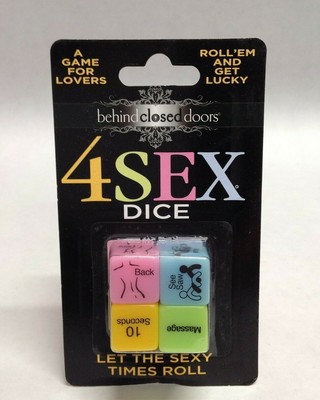 A
GAME
FOR
LOVERS
ROLL'EM
AND
GET
LUCKY
behind closed doors
4SEX
DICE
Back
See
Saw
10
Seconds
Massage
LET THE SEXY
TIMES ROLL